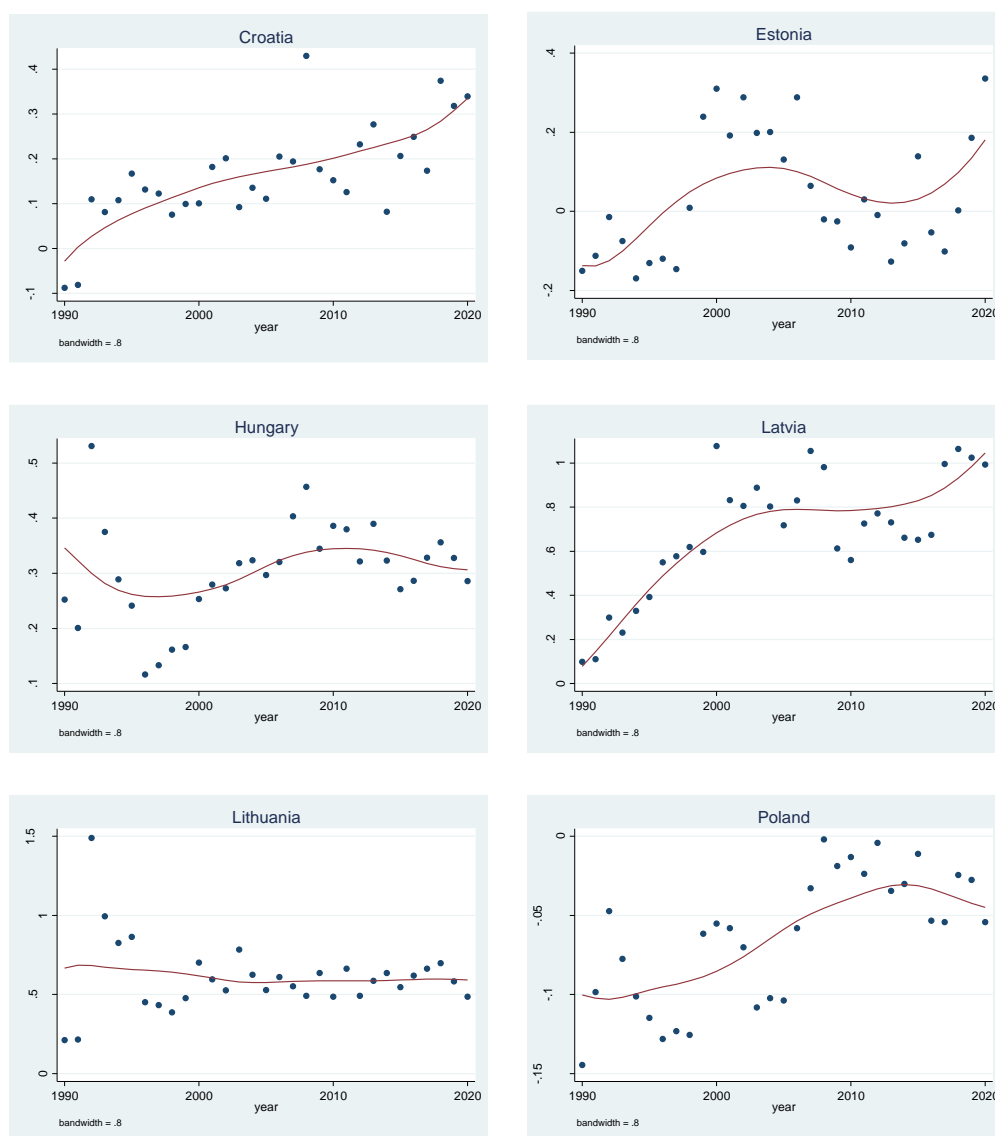 Croatia
.4
.3
.2
.1
0
-.1
1990 2000 2010 2020
year
bandwidth = .8
Estonia
.4
.2
0
-.2
1990 2000 2010 2020
year
bandwidth = .8
Hungary
.5
.4
.3
.2
.1
1990 2000 2010 2020
year
bandwidth = .8
Latvia
1
.8
.6
.4
.2
0
1990 2000 2010 2020
year
bandwidth = .8
Lithuania
1.5
1
.5
0
1990 2000 2010 2020
year
bandwidth = .8
Poland
0
-.05
-.1
-.15
1990 2000 2010 2020
year
bandwidth = .8